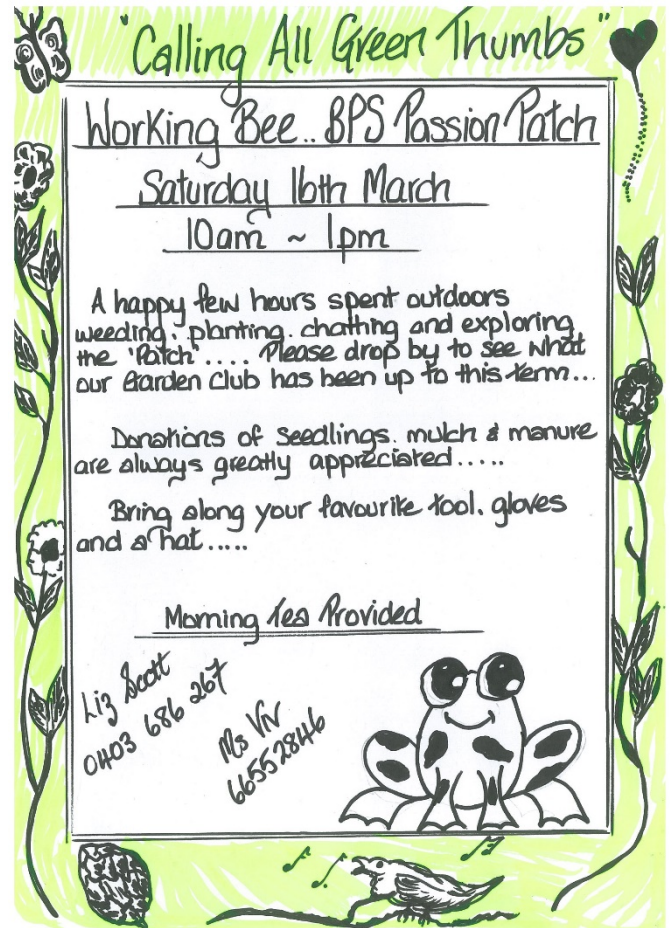 "Calling All Green Thumbs"
Working Bee.. BPS Passion Patch
Saturday 16th March
10am ~ 1pm
A happy few hours spent outdoors
weeding, planting, chatting and exploring
the 'Patch'.... Please drop by to see what
our Garden Club has been up to this term...
Donations of Seedlings, mulch & manure
are always greatly appreciated.....
Bring along your favourite tool, gloves
and a hat.....
Morning Tea Provided
Liz Scott
0403 686 267
Ms Viv
66552846